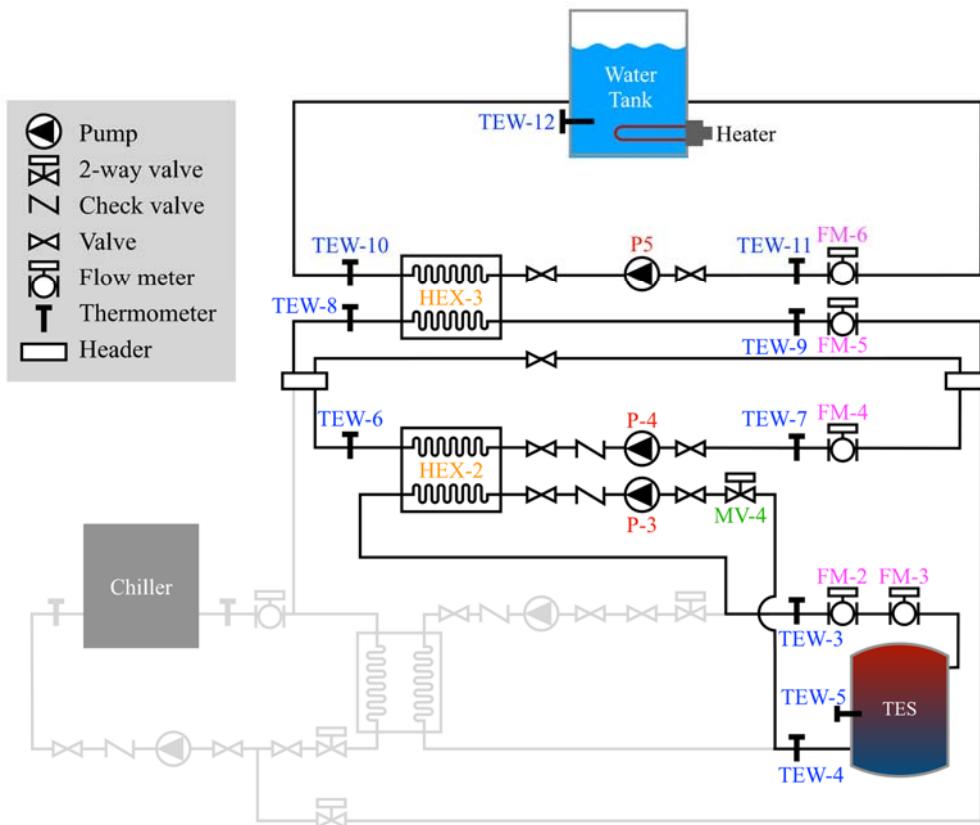 Water
Tank
TEW-12
Heater
Pump
2-way valve
Check valve
Valve
Flow meter
Thermometer
Header
TEW-10
P5
TEW-11
FM-6
HEX-3
TEW-8
TEW-9
FM-5
TEW-6
P-4
TEW-7
FM-4
HEX-2
P-3
MV-4
Chiller
FM-2
FM-3
TEW-3
TEW-5
TES
TEW-4